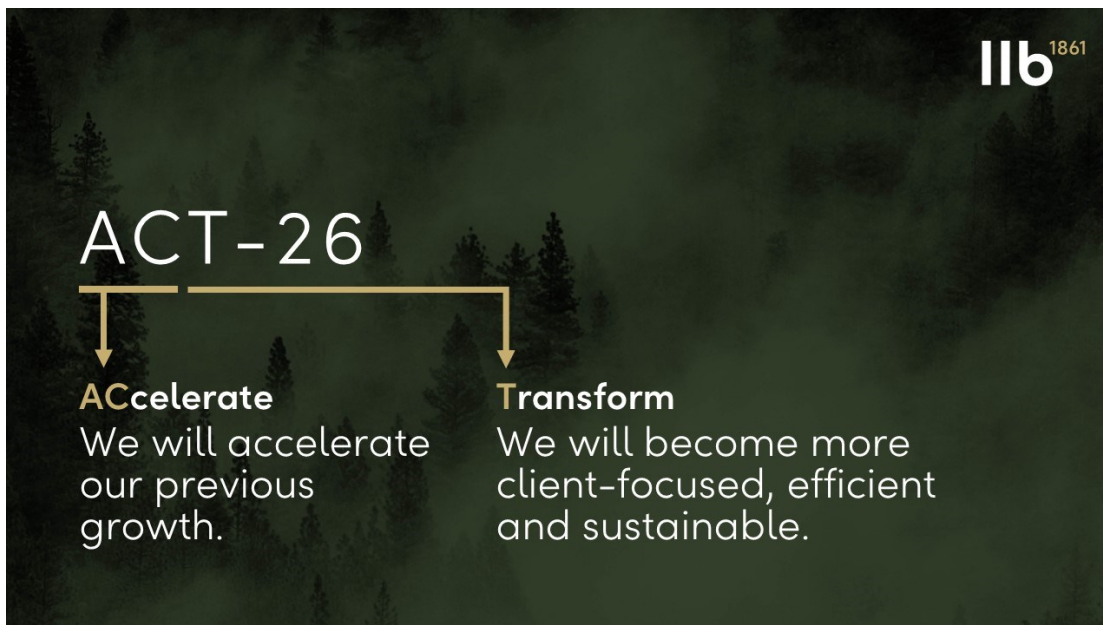 llb 1861
ACT-26
ACcelerate
We will accelerate
our previous
growth.
Transform
We will become more
client-focused, efficient
and sustainable.